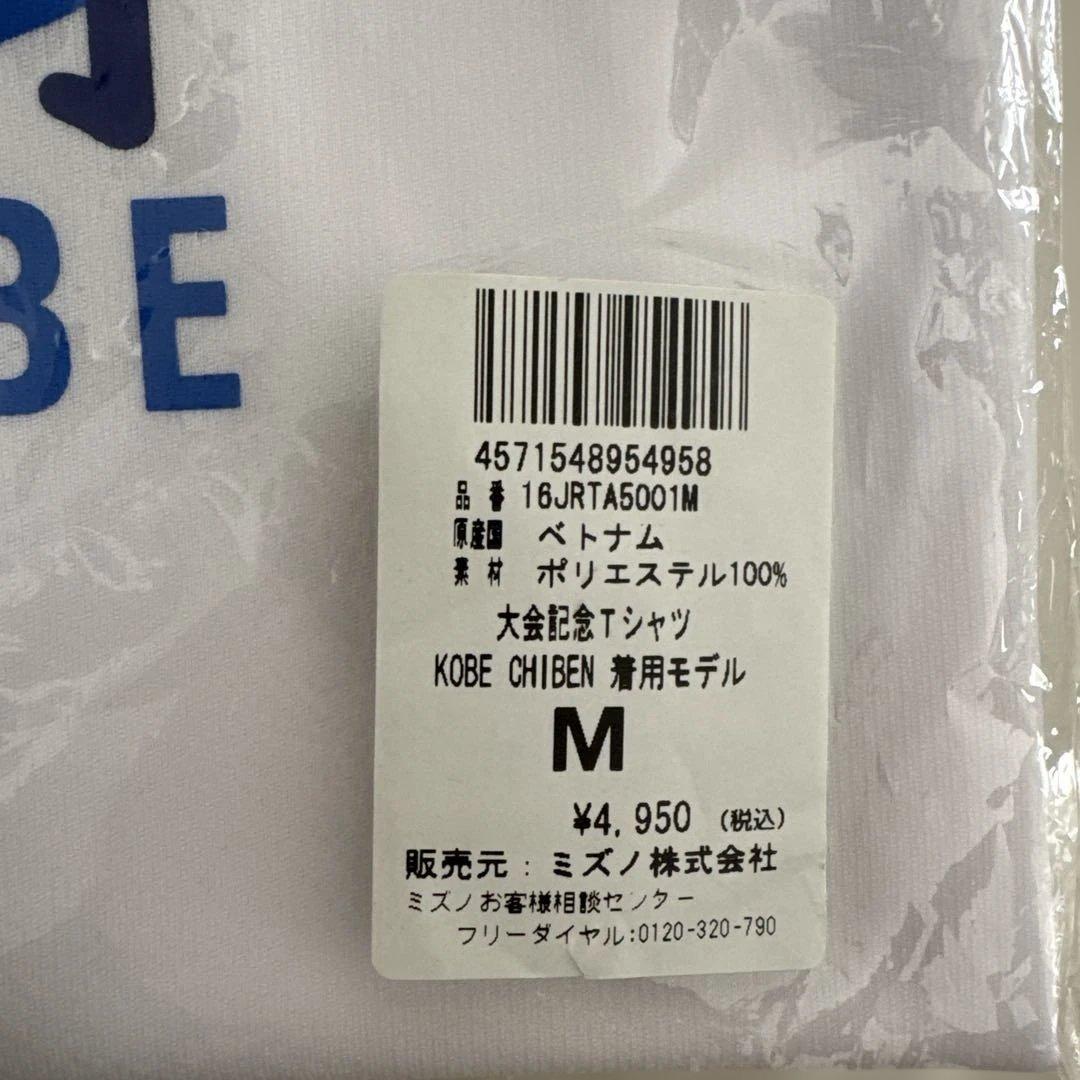 BE
4571548954958
品番 16JRTA5001M
原産国 ベトナム
素材 ポリエステル100%
大会記念Tシャツ
KOBE CHIBEN 着用モデル
M
¥4,950 (税込)
販売元:ミズノ株式会社
ミズノお客様相談センター
フリーダイヤル:0120-320-790